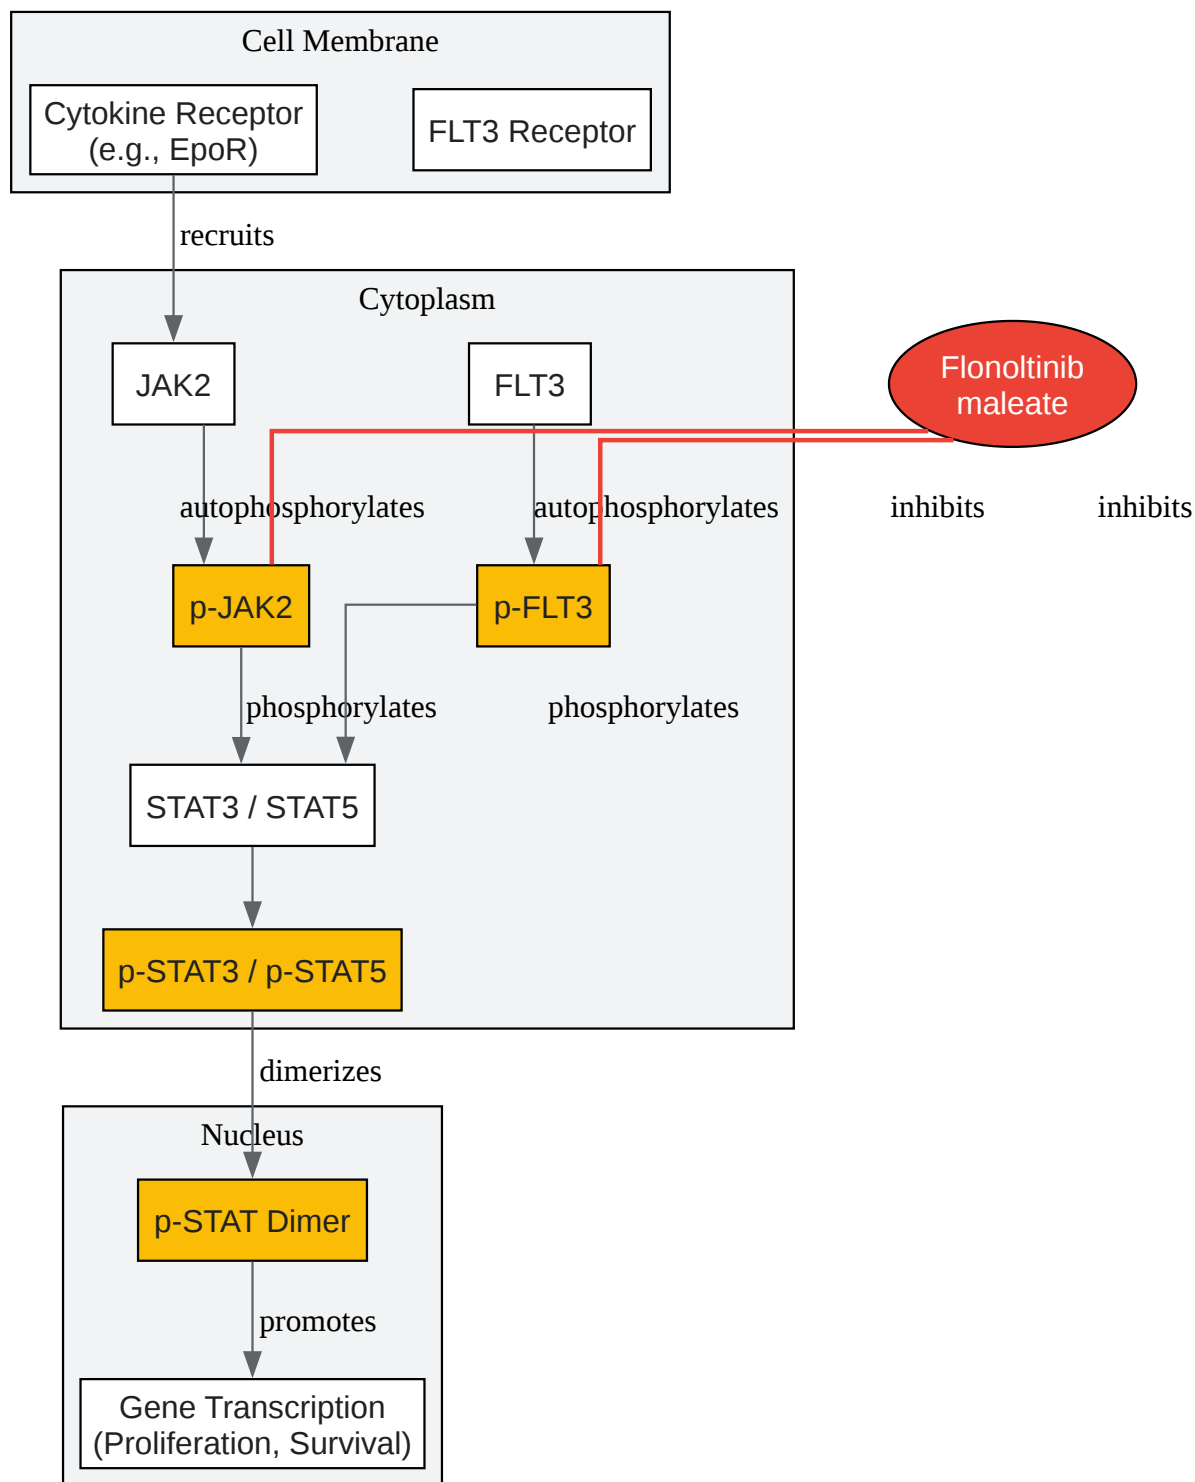 Cell Membrane
Cytokine Receptor
(e.g., EpoR)
FLT3 Receptor
recruits
Cytoplasm
JAK2
FLT3
Flonoltinib
maleate
autophosphorylates
autophosphorylates
inhibits
inhibits
p-JAK2
p-FLT3
phosphorylates
phosphorylates
STAT3 / STAT5
p-STAT3 / p-STAT5
dimerizes
Nucleus
p-STAT Dimer
promotes
Gene Transcription
(Proliferation, Survival)